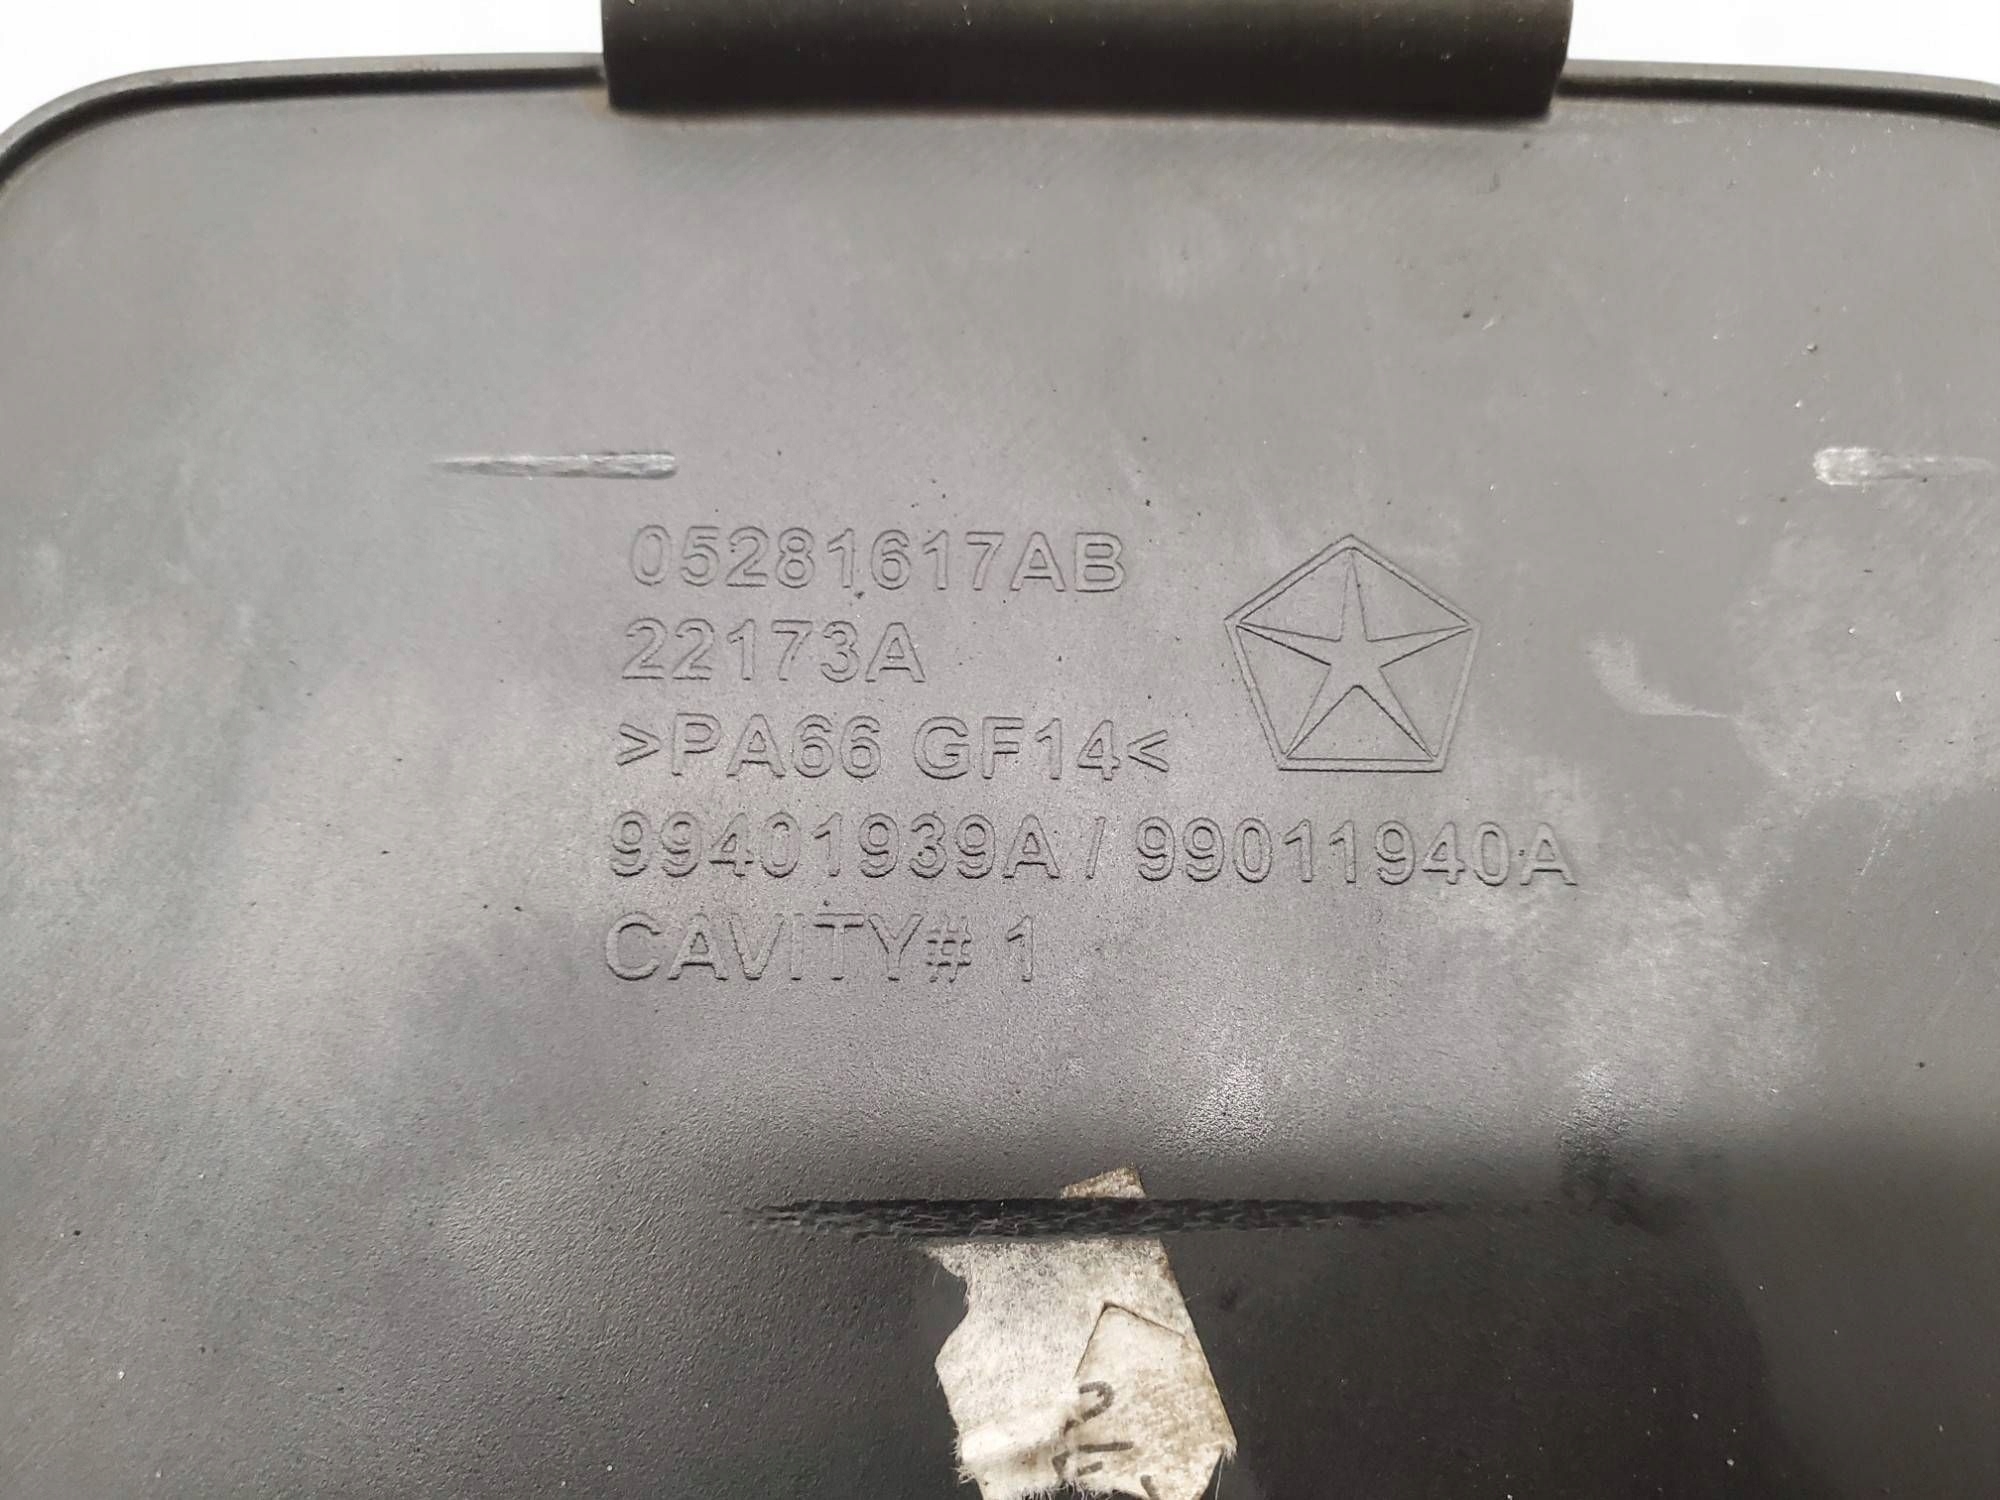 05281617AB
22173A
>PA66 GF14<
99401939A / 99011940A
CAVITY# 1